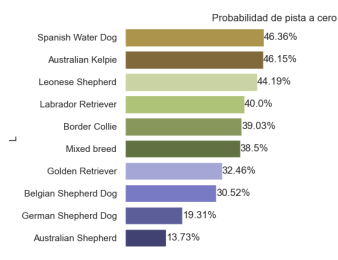 Probabilidad de pista a cero
Spanish Water Dog 46.36%
Australian Kelpie 46.15%
Leonese Shepherd 44.19%
Labrador Retriever 40.0%
Border Collie 39.03%
Mixed breed 38.5%
L
Golden Retriever 32.46%
Belgian Shepherd Dog 30.52%
German Shepherd Dog 19.31%
Australian Shepherd 13.73%